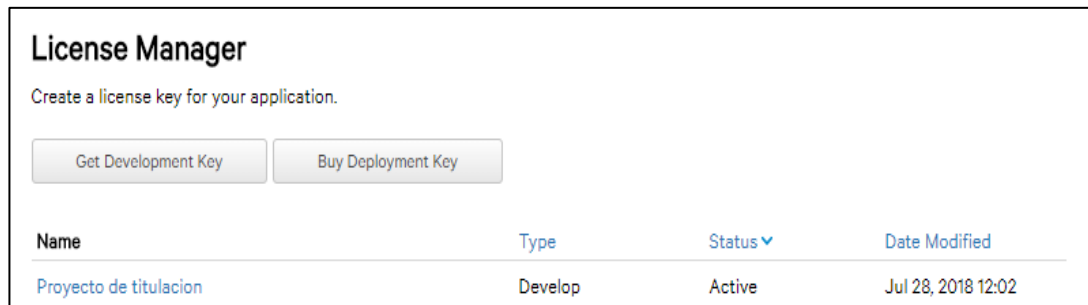 License Manager
Create a license key for your application.
Get Development Key Buy Deployment Key
Name Type Status Date Modified
Proyecto de titulacion Develop Active Jul 28, 2018 12:02